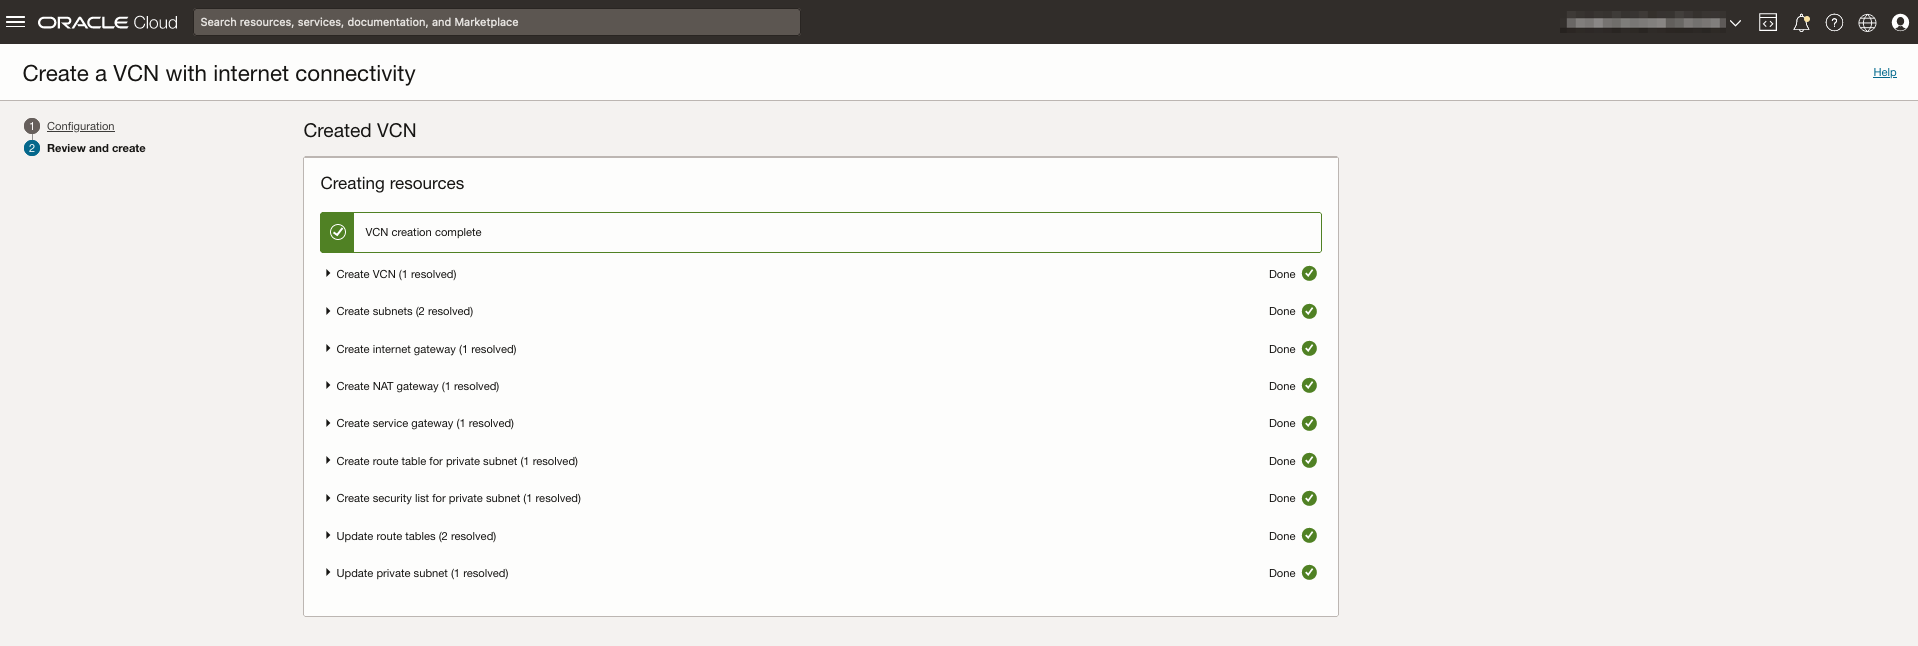 ORACLE Cloud
Search resources, services, documentation, and Marketplace
Create a VCN with internet connectivity
Help
1 Configuration
2 Review and create
Created VCN
Creating resources
VCN creation complete
Create VCN (1 resolved) Done
Create subnets (2 resolved) Done
Create internet gateway (1 resolved) Done
Create NAT gateway (1 resolved) Done
Create service gateway (1 resolved) Done
Create route table for private subnet (1 resolved) Done
Create security list for private subnet (1 resolved) Done
Update route tables (2 resolved) Done
Update private subnet (1 resolved) Done